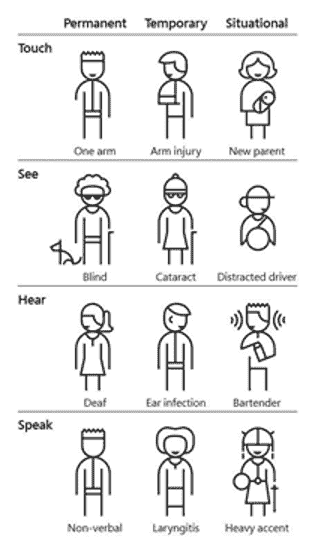 Permanent Temporary Situational
Touch
One arm Arm injury New parent
See
Blind Cataract Distracted driver
Hear
Deaf Ear infection Bartender
Speak
Non-verbal Laryngitis Heavy accent